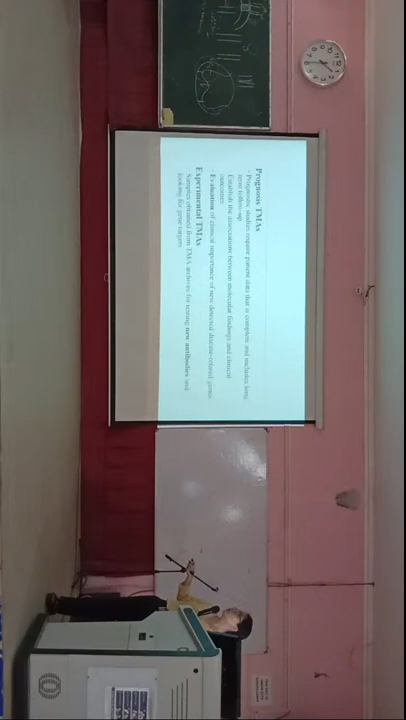 Prognosis TMAs
· Prognostic studies require patient data that is complete and includes long
term follow-up.
Establish the associations between molecular findings and clinical
outcomes
· Evaluation of clinical importance of new detected disease-related genes
Experimental TMAs
Samples obtained from TMA archives for testing new antibodies and
looking for gene targets